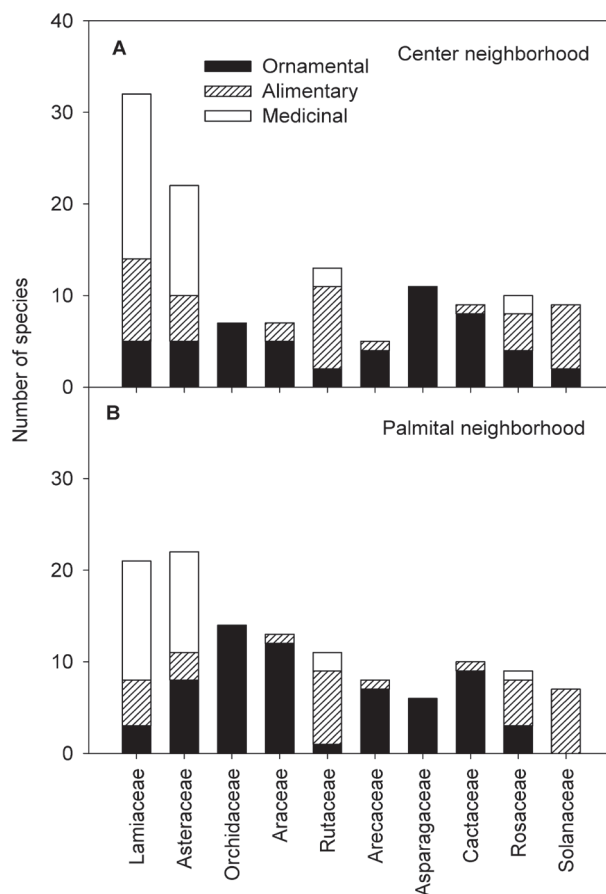 40
A
Center neighborhood
Ornamental
Alimentary
Medicinal
30
20
10
0
Number of species
B
Palmital neighborhood
30
20
10
0
Lamiaceae
Asteraceae
Orchidaceae
Araceae
Rutaceae
Arecaceae
Asparagaceae
Cactaceae
Rosaceae
Solanaceae